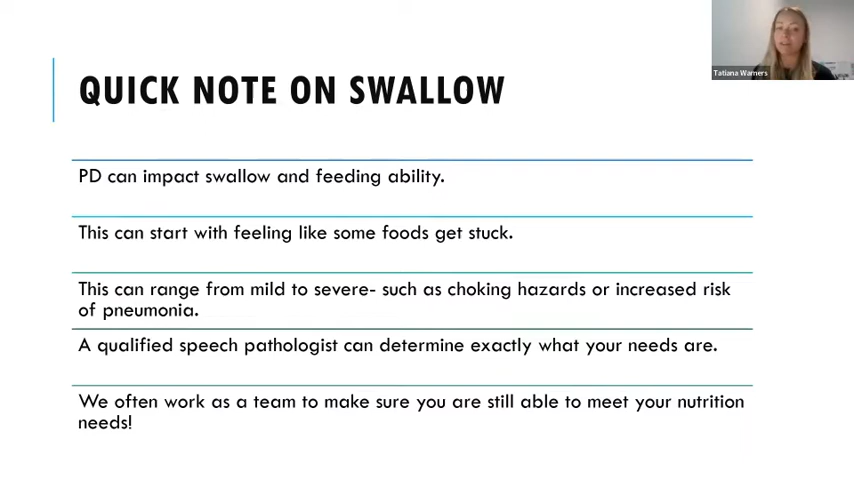 Tatiana Warners
QUICK NOTE ON SWALLOW
PD can impact swallow and feeding ability.
This can start with feeling like some foods get stuck.
This can range from mild to severe- such as choking hazards or increased risk
of pneumonia.
A qualified speech pathologist can determine exactly what your needs are.
We often work as a team to make sure you are still able to meet your nutrition
needs!